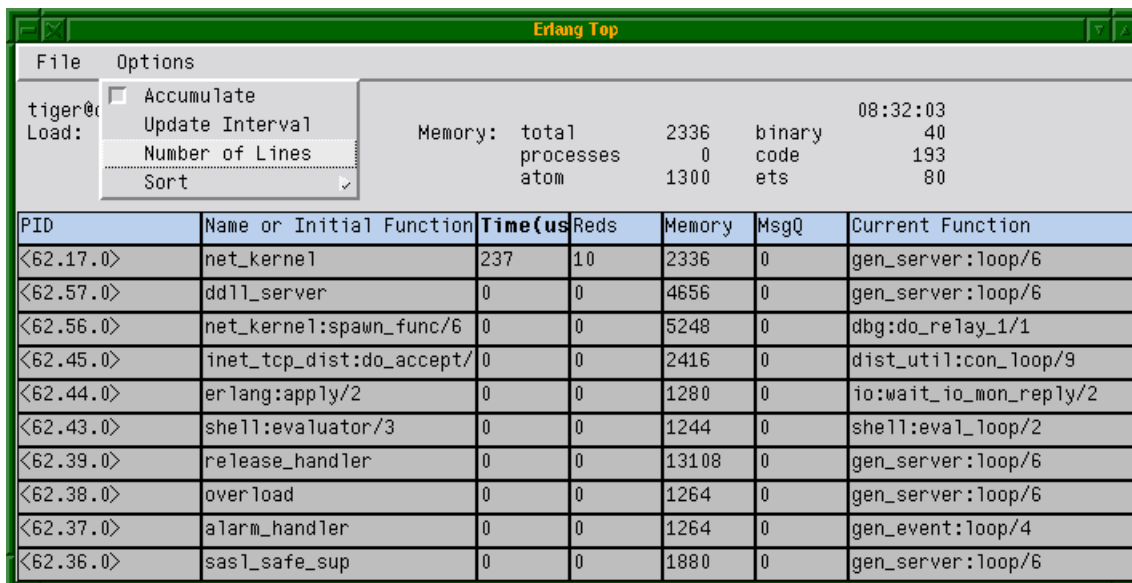 Erlang Top
File Options
Accumulate
Update Interval
Number of Lines
Sort
tiger@
08:32:03
Load: Memory: total 2336 binary 40
processes 0 code 193
atom 1300 ets 80
PID Name or Initial Function Time(us Reds Memory MsgQ Current Function
<62.17.0> net_kernel 237 10 2336 0 gen_server:loop/6
<62.57.0> ddll_server 0 0 4656 0 gen_server:loop/6
<62.56.0> net_kernel:spawn_func/6 0 0 5248 0 dbg:do_relay_1/1
<62.45.0> inet_tcp_dist:do_accept/ 0 0 2416 0 dist_util:con_loop/9
<62.44.0> erlang:apply/2 0 0 1280 0 io:wait_io_mon_reply/2
<62.43.0> shell:evaluator/3 0 0 1244 0 shell:eval_loop/2
<62.39.0> release_handler 0 0 13108 0 gen_server:loop/6
<62.38.0> overload 0 0 1264 0 gen_server:loop/6
<62.37.0> alarm_handler 0 0 1264 0 gen_event:loop/4
<62.36.0> sasl_safe_sup 0 0 1880 0 gen_server:loop/6